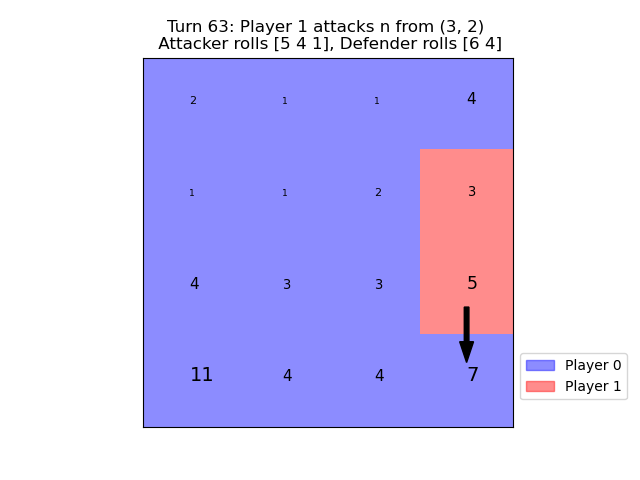 Turn 63: Player 1 attacks n from (3, 2)
Attacker rolls [5 4 1], Defender rolls [6 4]
2 1 1 4
1 1 2 3
4 3 3 5
11 4 4 7
Player 0
Player 1